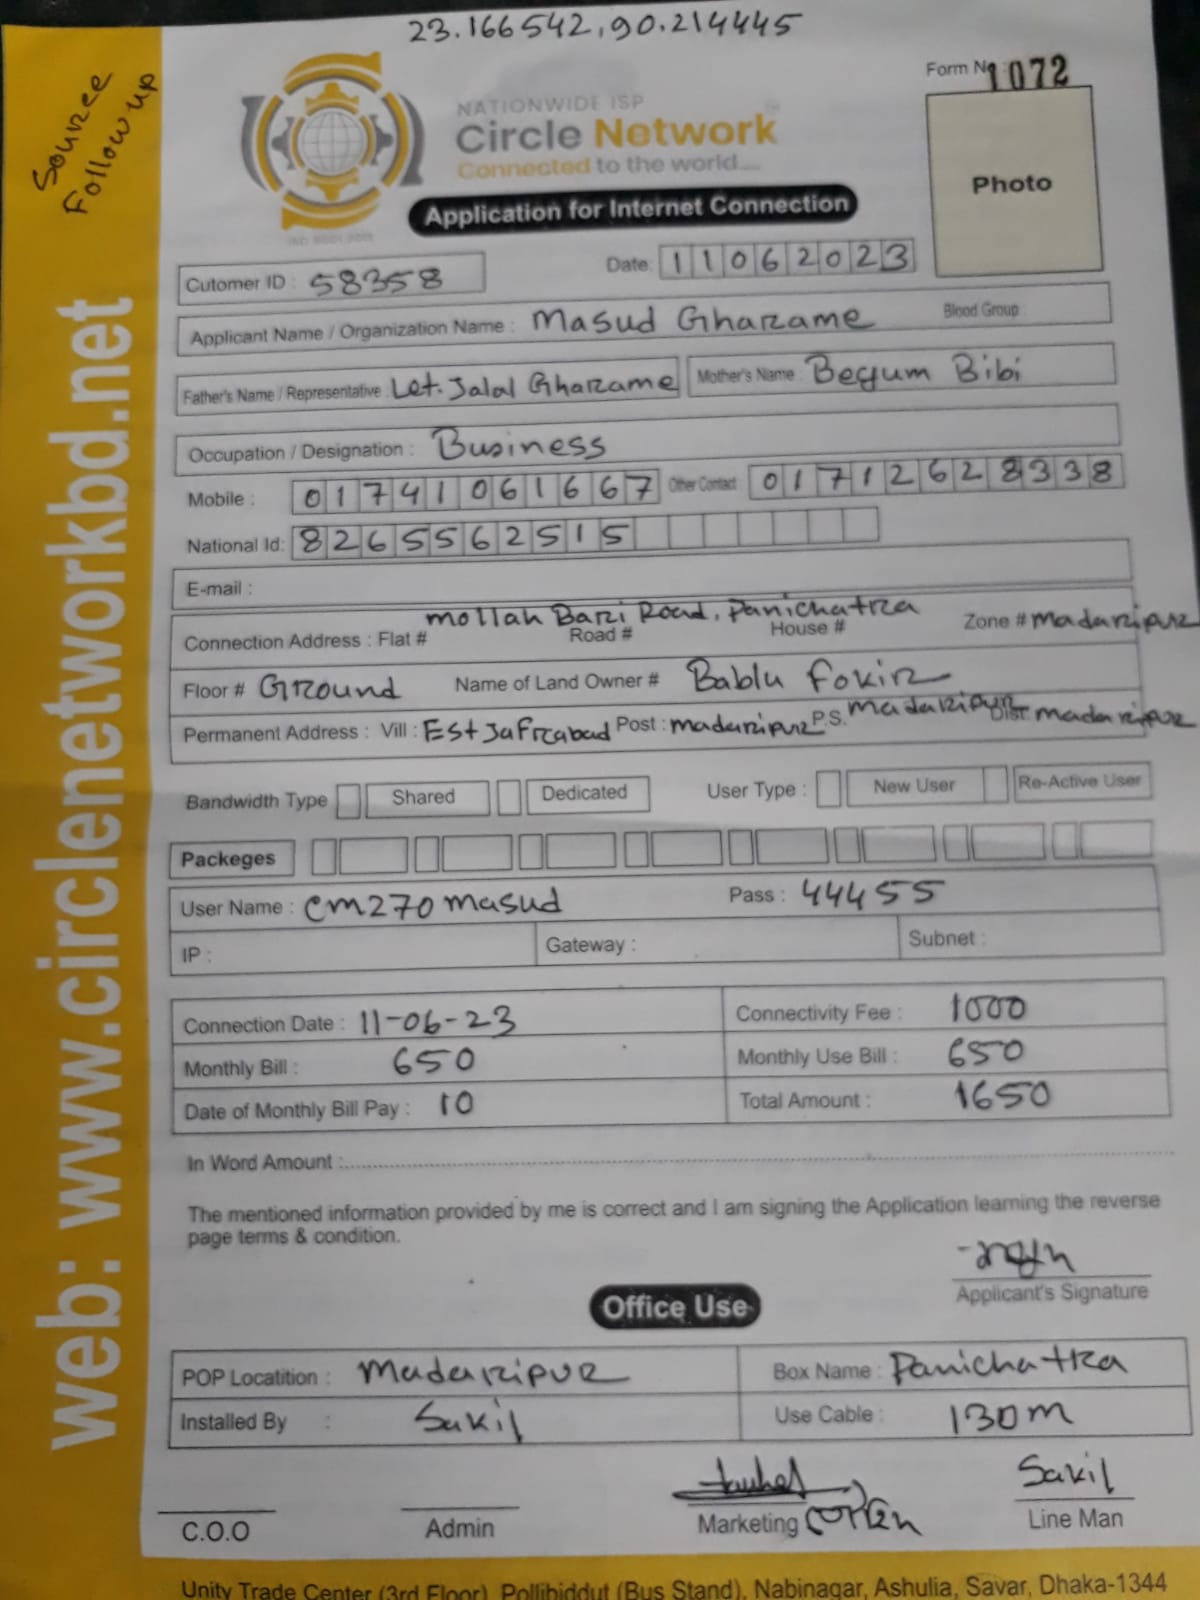 23.166542, 90.214445
Source
Follow up
Form No 1072
NATIONWIDE ISP
Circle Network
Connected to the world....
Photo
Application for Internet Connection
Cutomer ID : 58358
Date: 11062023
Applicant Name / Organization Name : Masud Gharame
Blood Group :
Father's Name / Representative : Let. Jalal Gharame
Mother's Name : Begum Bibi
Occupation / Designation : Business
Mobile : 01741061667 Other Contact : 01712628338
National Id: 8265562515
E-mail :
mollah Bari Road, Panichatra
Connection Address : Flat # Road # House # Zone # madaripur
Floor # Ground Name of Land Owner # Bablu Fokir
Permanent Address : Vill : Est Jafrabad Post : madaripur P.S. madaripur Dist madaripur
Bandwidth Type Shared Dedicated User Type : New User Re-Active User
Packeges
User Name : cm270masud Pass : 44455
IP : Gateway : Subnet :
Connection Date : 11-06-23 Connectivity Fee : 1000
Monthly Bill : 650 Monthly Use Bill : 650
Date of Monthly Bill Pay : 10 Total Amount : 1650
In Word Amount :
The mentioned information provided by me is correct and I am signing the Application learning the reverse
page terms & condition.
Applicant's Signature
Office Use
POP Locatition : Madaripur Box Name : Panichatra
Installed By : Sakil Use Cable : 130m
Sakil
C.O.O Admin Marketing Line Man
Unity Trade Center (3rd Floor), Pollibiddut (Bus Stand), Nabinagar, Ashulia, Savar, Dhaka-1344
web: www.circlenetworkbd.net